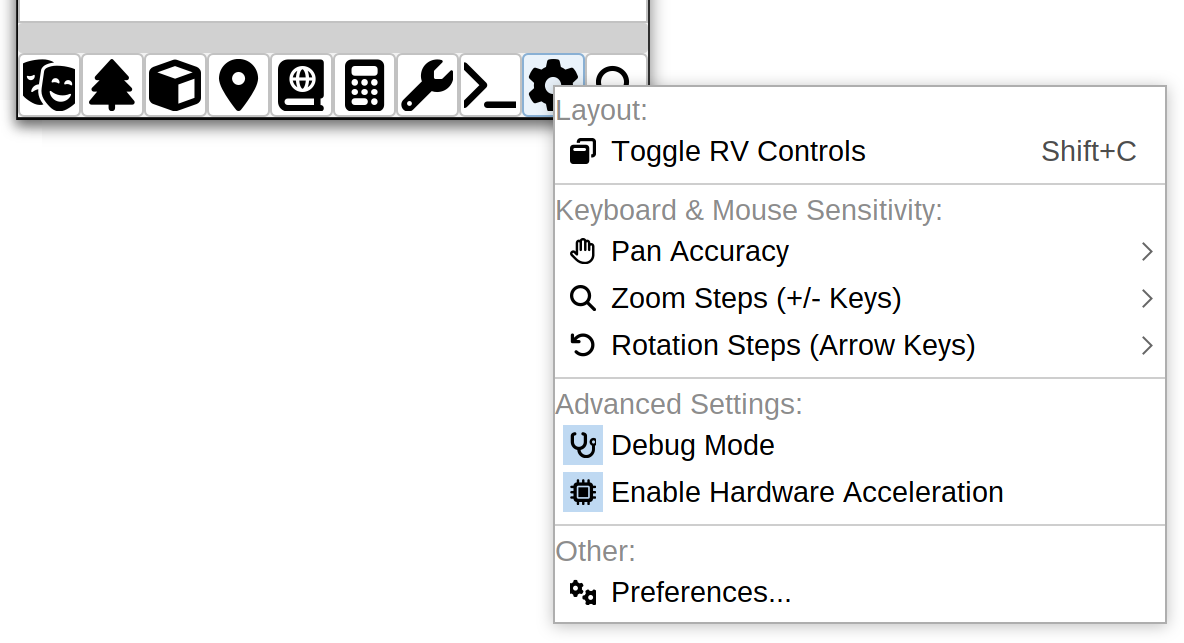 Layout:
Toggle RV Controls Shift+C
Keyboard & Mouse Sensitivity:
Pan Accuracy
Zoom Steps (+/- Keys)
Rotation Steps (Arrow Keys)
Advanced Settings:
Debug Mode
Enable Hardware Acceleration
Other:
Preferences...